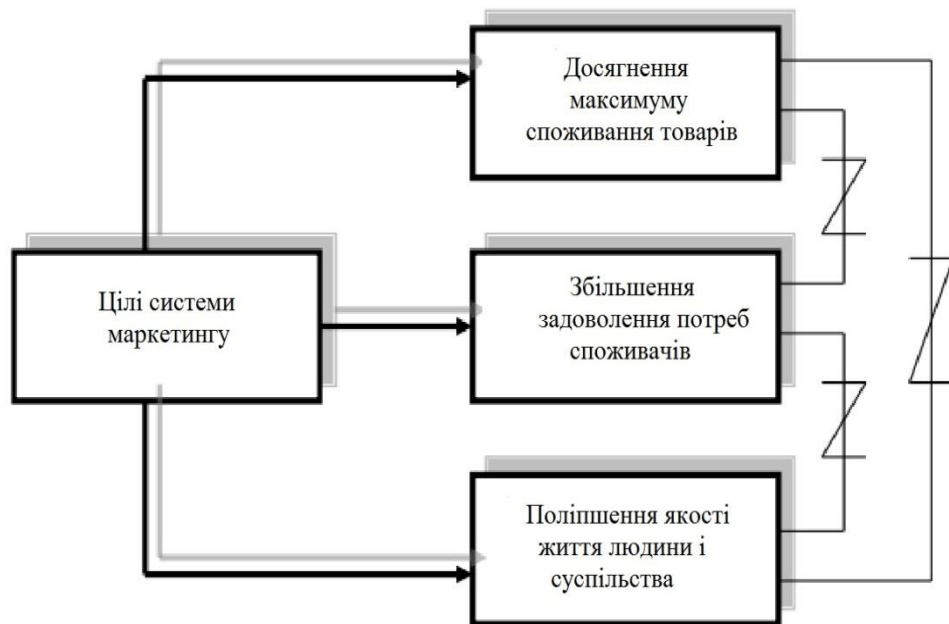 Досягнення
максимуму
споживання товарів
Цілі системи
маркетингу
Збільшення
задоволення потреб
споживачів
Поліпшення якості
життя людини і
суспільства